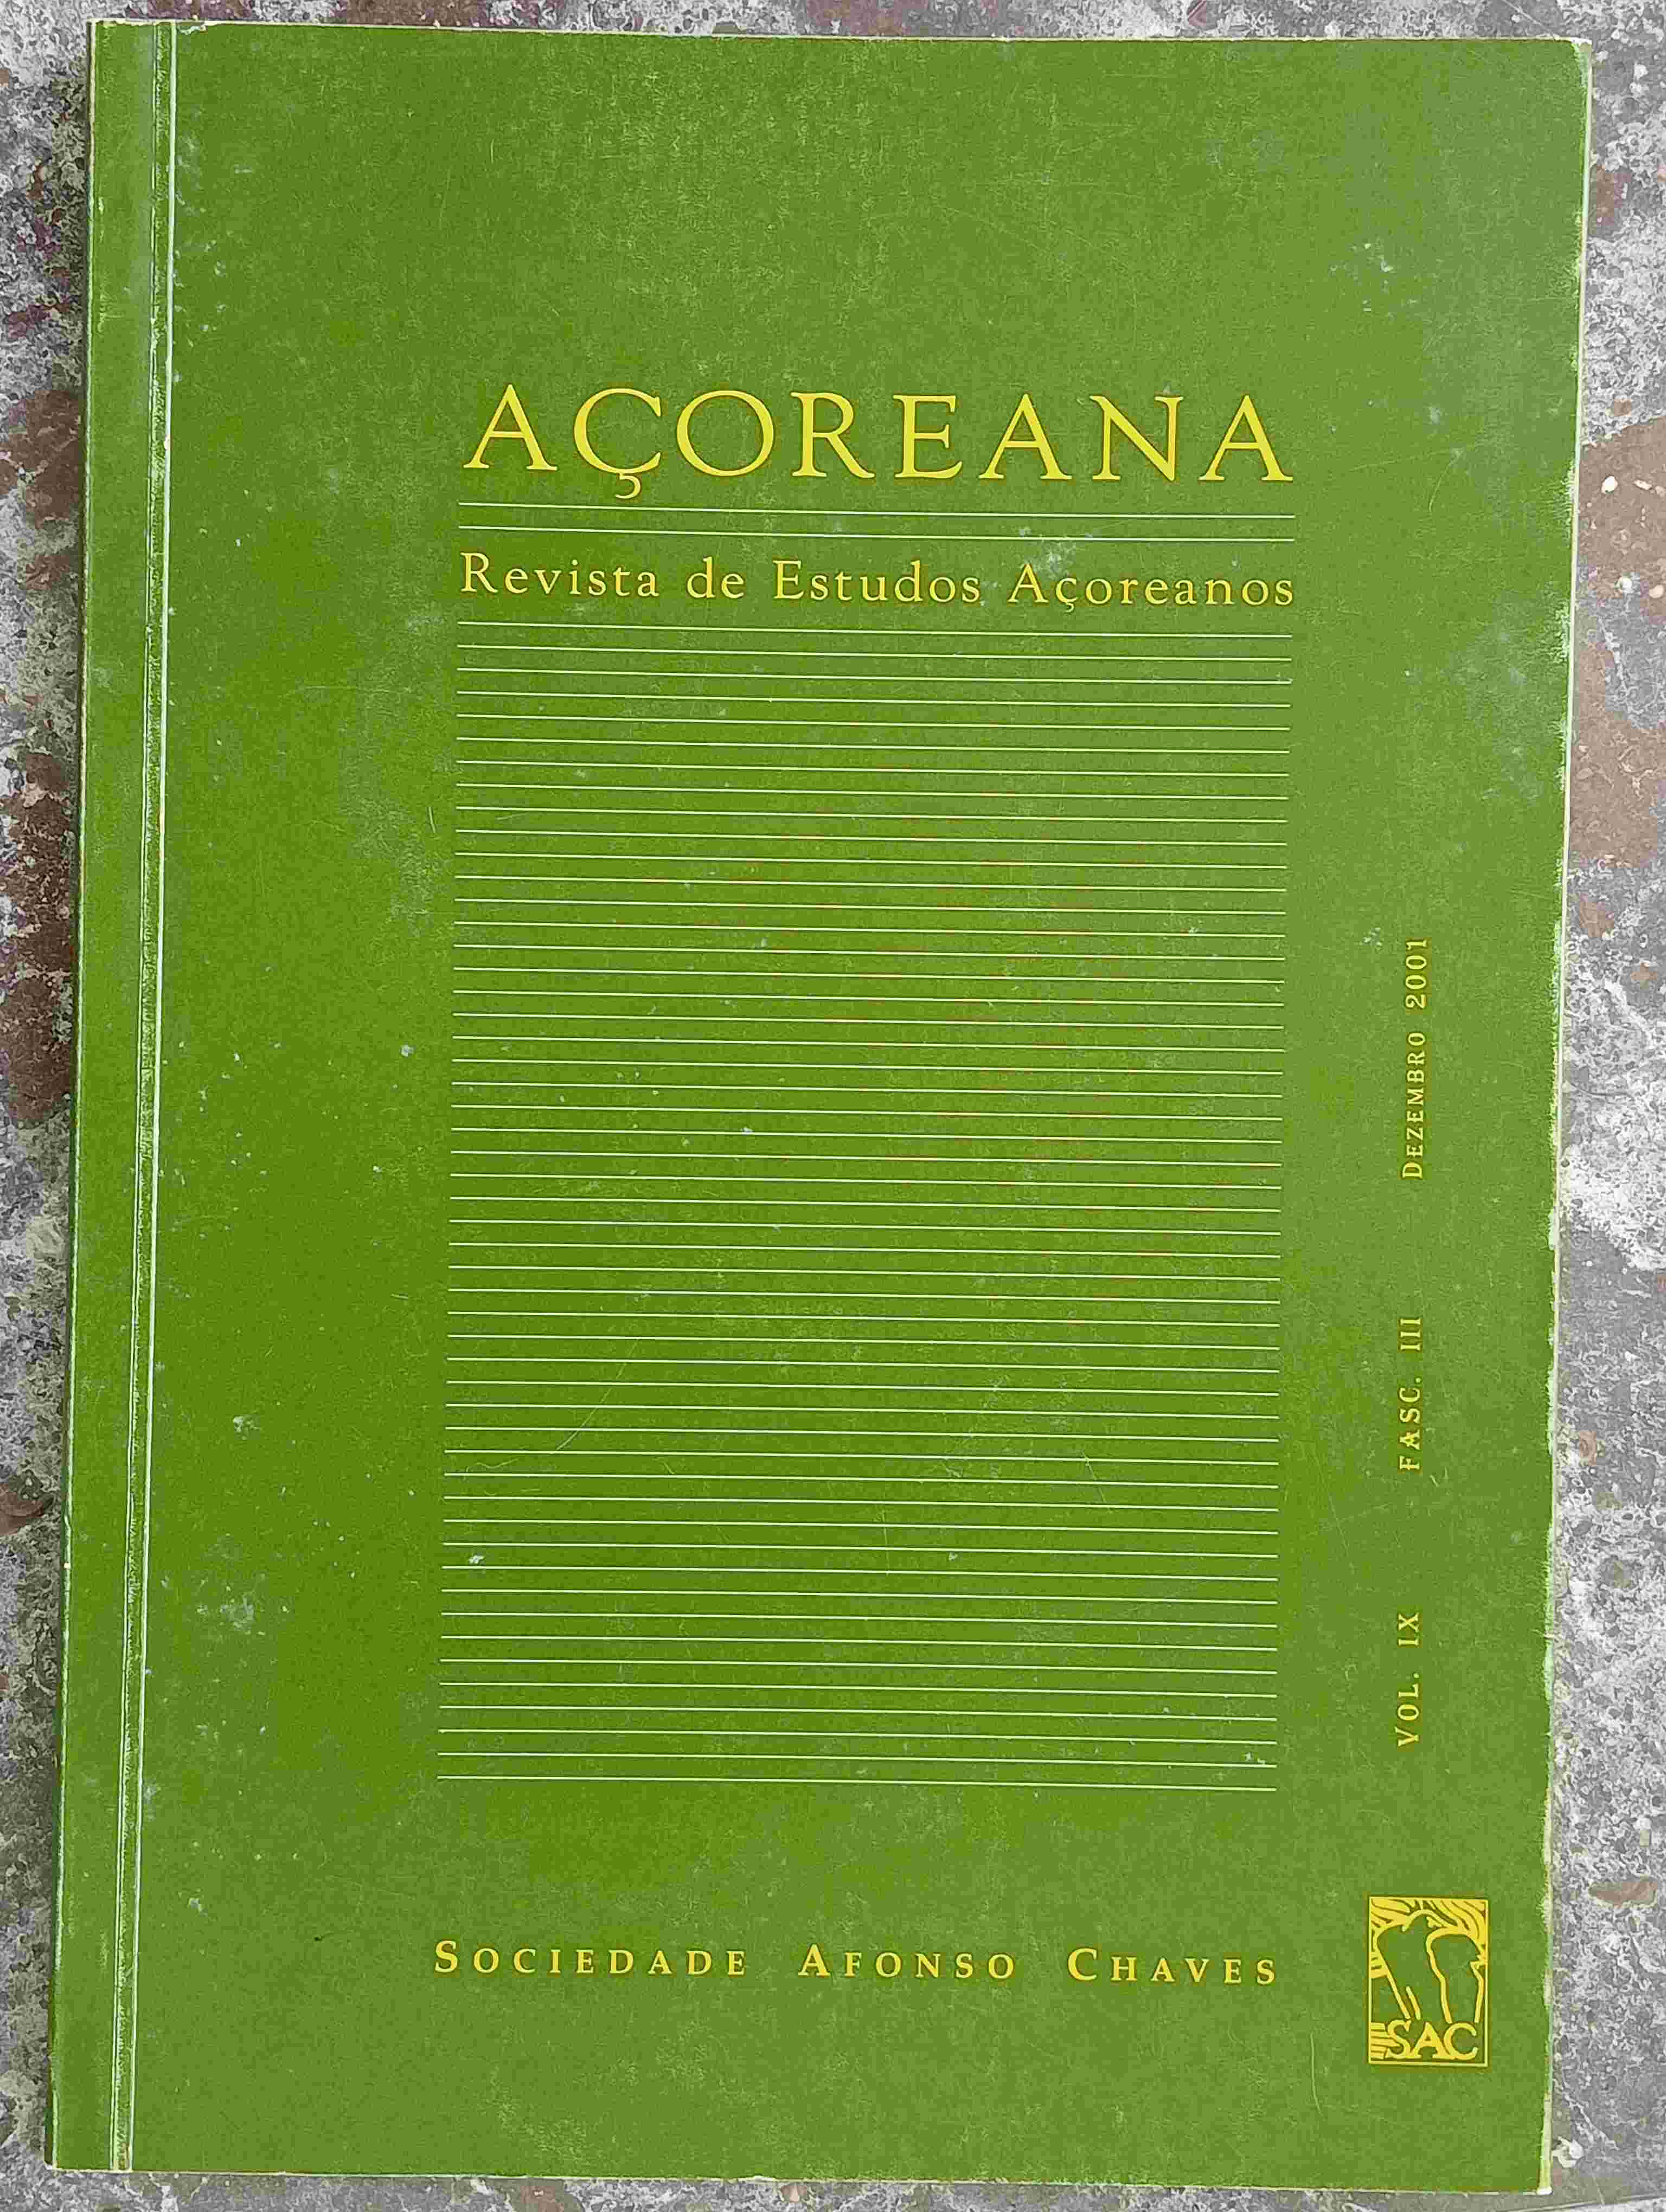 AÇOREANA
Revista de Estudos Açoreanos
VOL. IX FASC. III DEZEMBRO 2001
SOCIEDADE AFONSO CHAVES
SAC